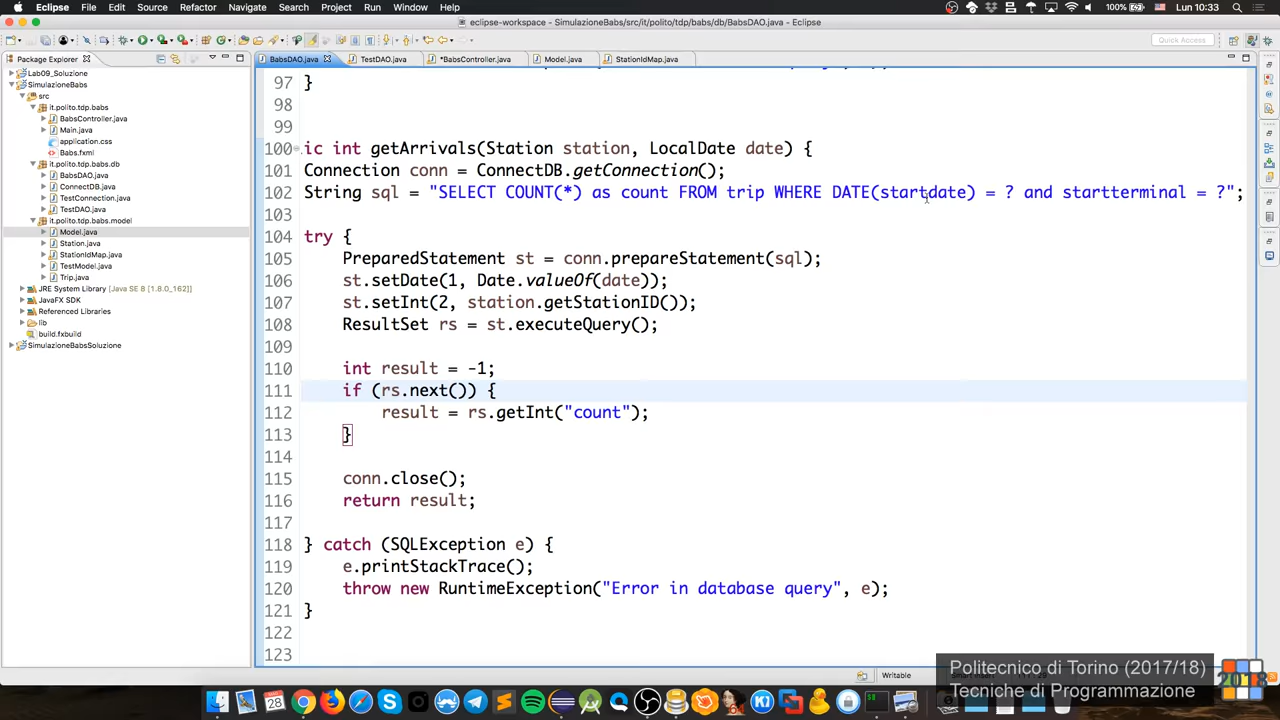 Eclipse File Edit Source Refactor Navigate Search Project Run Window Help 100% Lun 10:33
eclipse-workspace - SimulazioneBabs/src/it/polito/tdp/babs/db/BabsDAO.java - Eclipse
Quick Access
Package Explorer
BabsDAO.java TestDAO.java *BabsController.java Model.java StationIdMap.java
Lab09_Soluzione
SimulazioneBabs
src
it.polito.tdp.babs
BabsController.java
Main.java
application.css
Babs.fxml
it.polito.tdp.babs.db
BabsDAO.java
ConnectDB.java
TestConnection.java
TestDAO.java
it.polito.tdp.babs.model
Model.java
Station.java
StationIdMap.java
TestModel.java
Trip.java
JRE System Library [Java SE 8 [1.8.0_162]]
JavaFX SDK
Referenced Libraries
lib
build.fxbuild
SimulazioneBabsSoluzione
97 }
98
99
100 ic int getArrivals(Station station, LocalDate date) {
101 Connection conn = ConnectDB.getConnection();
102 String sql = "SELECT COUNT(*) as count FROM trip WHERE DATE(startdate) = ? and startterminal = ?";
103
104 try {
105 PreparedStatement st = conn.prepareStatement(sql);
106 st.setDate(1, Date.valueOf(date));
107 st.setInt(2, station.getStationID());
108 ResultSet rs = st.executeQuery();
109
110 int result = -1;
111 if (rs.next()) {
112 result = rs.getInt("count");
113 }
114
115 conn.close();
116 return result;
117
118 } catch (SQLException e) {
119 e.printStackTrace();
120 throw new RuntimeException("Error in database query", e);
121 }
122
123
Writable
Politecnico di Torino (2017/18)
Tecniche di Programmazione
2018